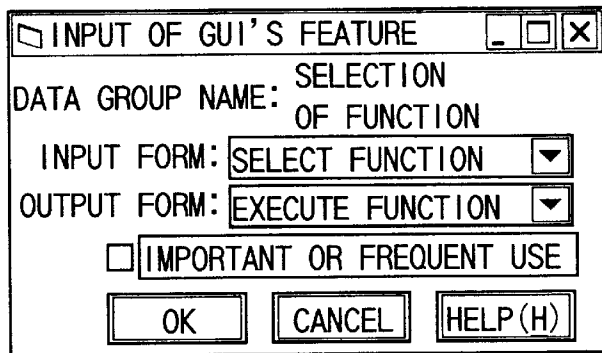 INPUT OF GUI'S FEATURE
DATA GROUP NAME: SELECTION
OF FUNCTION
INPUT FORM: SELECT FUNCTION
OUTPUT FORM: EXECUTE FUNCTION
IMPORTANT OR FREQUENT USE
OK CANCEL HELP(H)